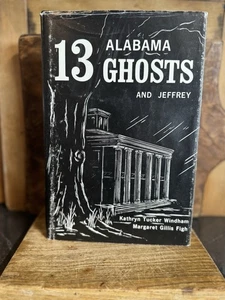 13 ALABAMA
GHOSTS
AND JEFFREY
Kathryn Tucker Windham
Margaret Gillis Figh